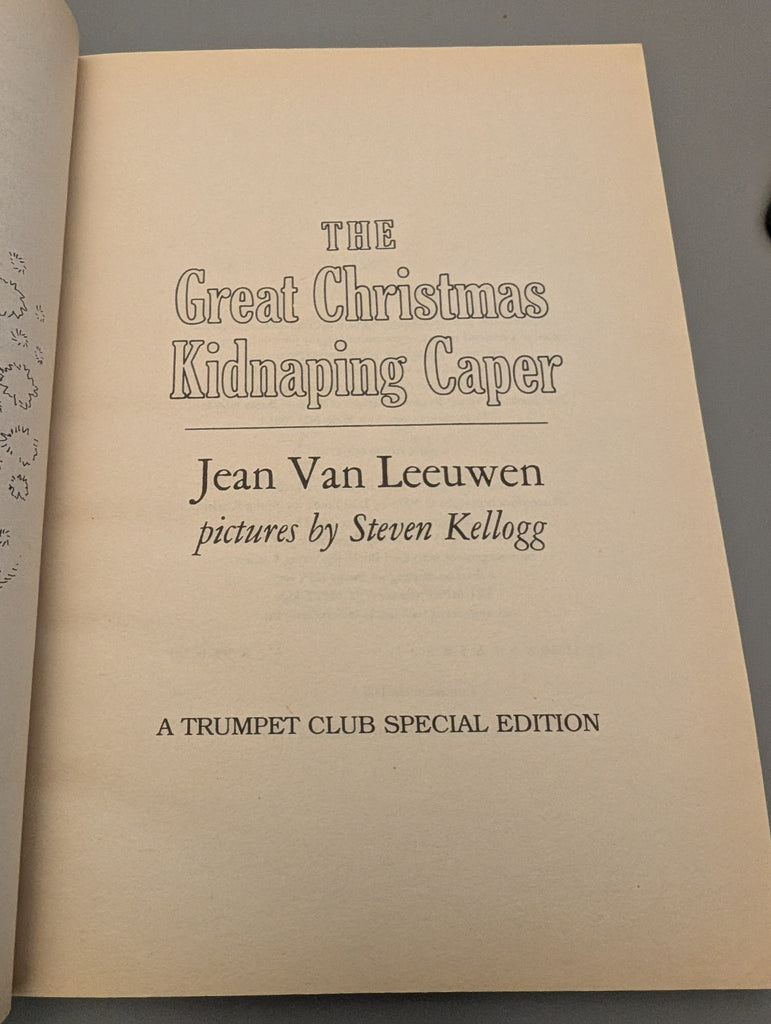 THE
Great Christmas
Kidnaping Caper
Jean Van Leeuwen
pictures by Steven Kellogg
A TRUMPET CLUB SPECIAL EDITION